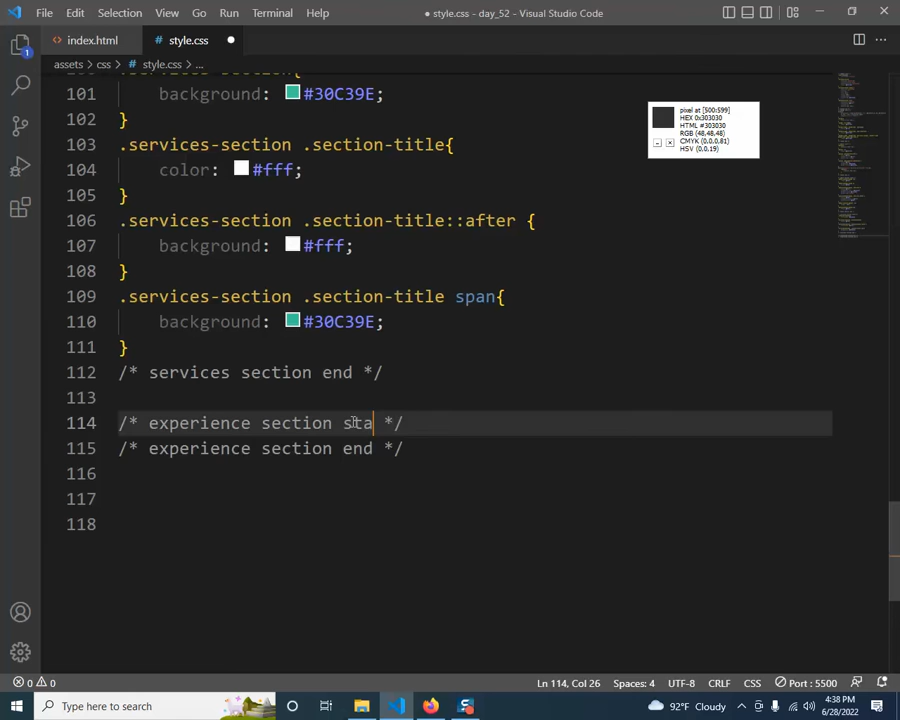 File Edit Selection View Go Run Terminal Help
● style.css - day_52 - Visual Studio Code
<> index.html
# style.css ●
assets > css > # style.css > ...
1
101 background: #30C39E;
102 }
103 .services-section .section-title{
104 color: #fff;
105 }
106 .services-section .section-title::after {
107 background: #fff;
108 }
109 .services-section .section-title span{
110 background: #30C39E;
111 }
112 /* services section end */
113
114 /* experience section sta */
115 /* experience section end */
116
117
118
pixel at [500:599]
HEX 0x303030
HTML #303030
RGB (48,48,48)
CMYK (0,0,0,81)
HSV (0,0,19)
0 0
Ln 114, Col 26 Spaces: 4 UTF-8 CRLF CSS Port : 5500
Type here to search
92°F Cloudy
4:38 PM
6/28/2022